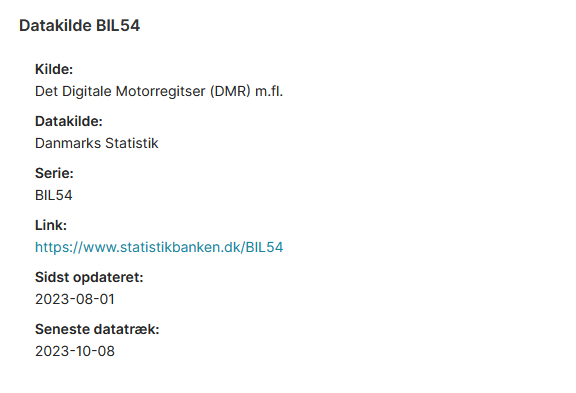 Datakilde BIL54
Kilde:
Det Digitale Motorregitser (DMR) m.fl.
Datakilde:
Danmarks Statistik
Serie:
BIL54
Link:
https://www.statistikbanken.dk/BIL54
Sidst opdateret:
2023-08-01
Seneste datatræk:
2023-10-08